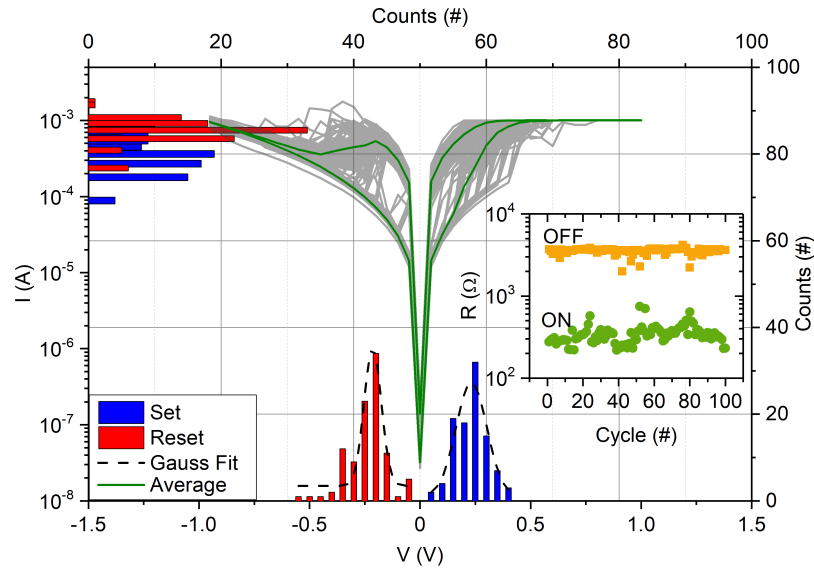 Counts (#)
0 20 40 60 80 100
10⁻³
10⁻⁴
10⁻⁵
10⁻⁶
10⁻⁷
10⁻⁸
I (A)
100
80
60
40
20
0
Counts (#)
10⁴
10³
10²
R (Ω)
OFF
ON
0 20 40 60 80 100
Cycle (#)
Set
Reset
Gauss Fit
Average
-1.5 -1.0 -0.5 0 0.5 1.0 1.5
V (V)